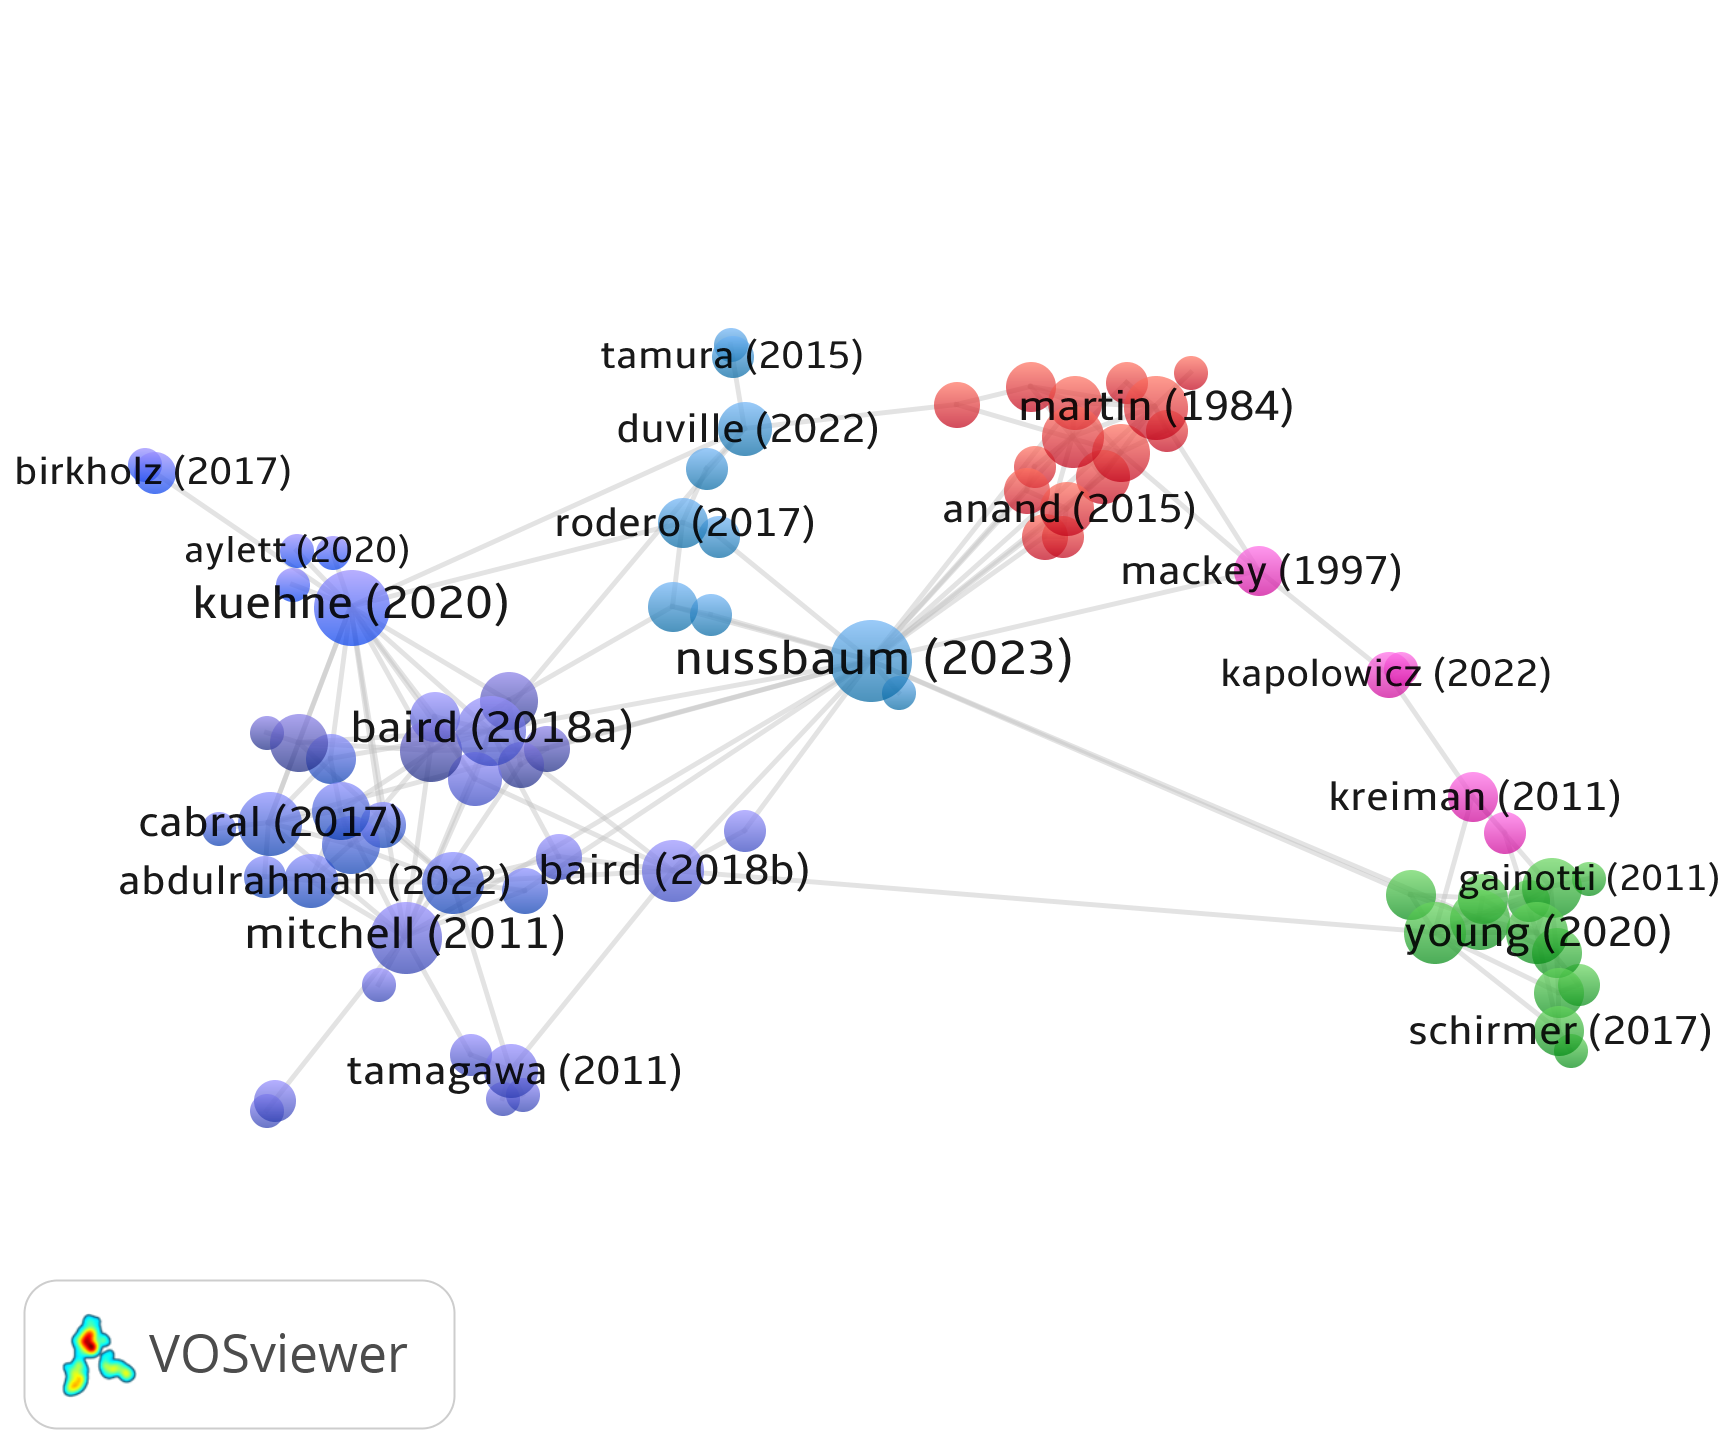 tamura (2015)
martin (1984)
duville (2022)
birkholz (2017)
anand (2015)
rodero (2017)
aylett (2020)
mackey (1997)
kuehne (2020)
nussbaum (2023)
kapolowicz (2022)
baird (2018a)
kreiman (2011)
cabral (2017)
baird (2018b)
abdulrahman (2022)
gainotti (2011)
mitchell (2011)
young (2020)
schirmer (2017)
tamagawa (2011)
VOSviewer